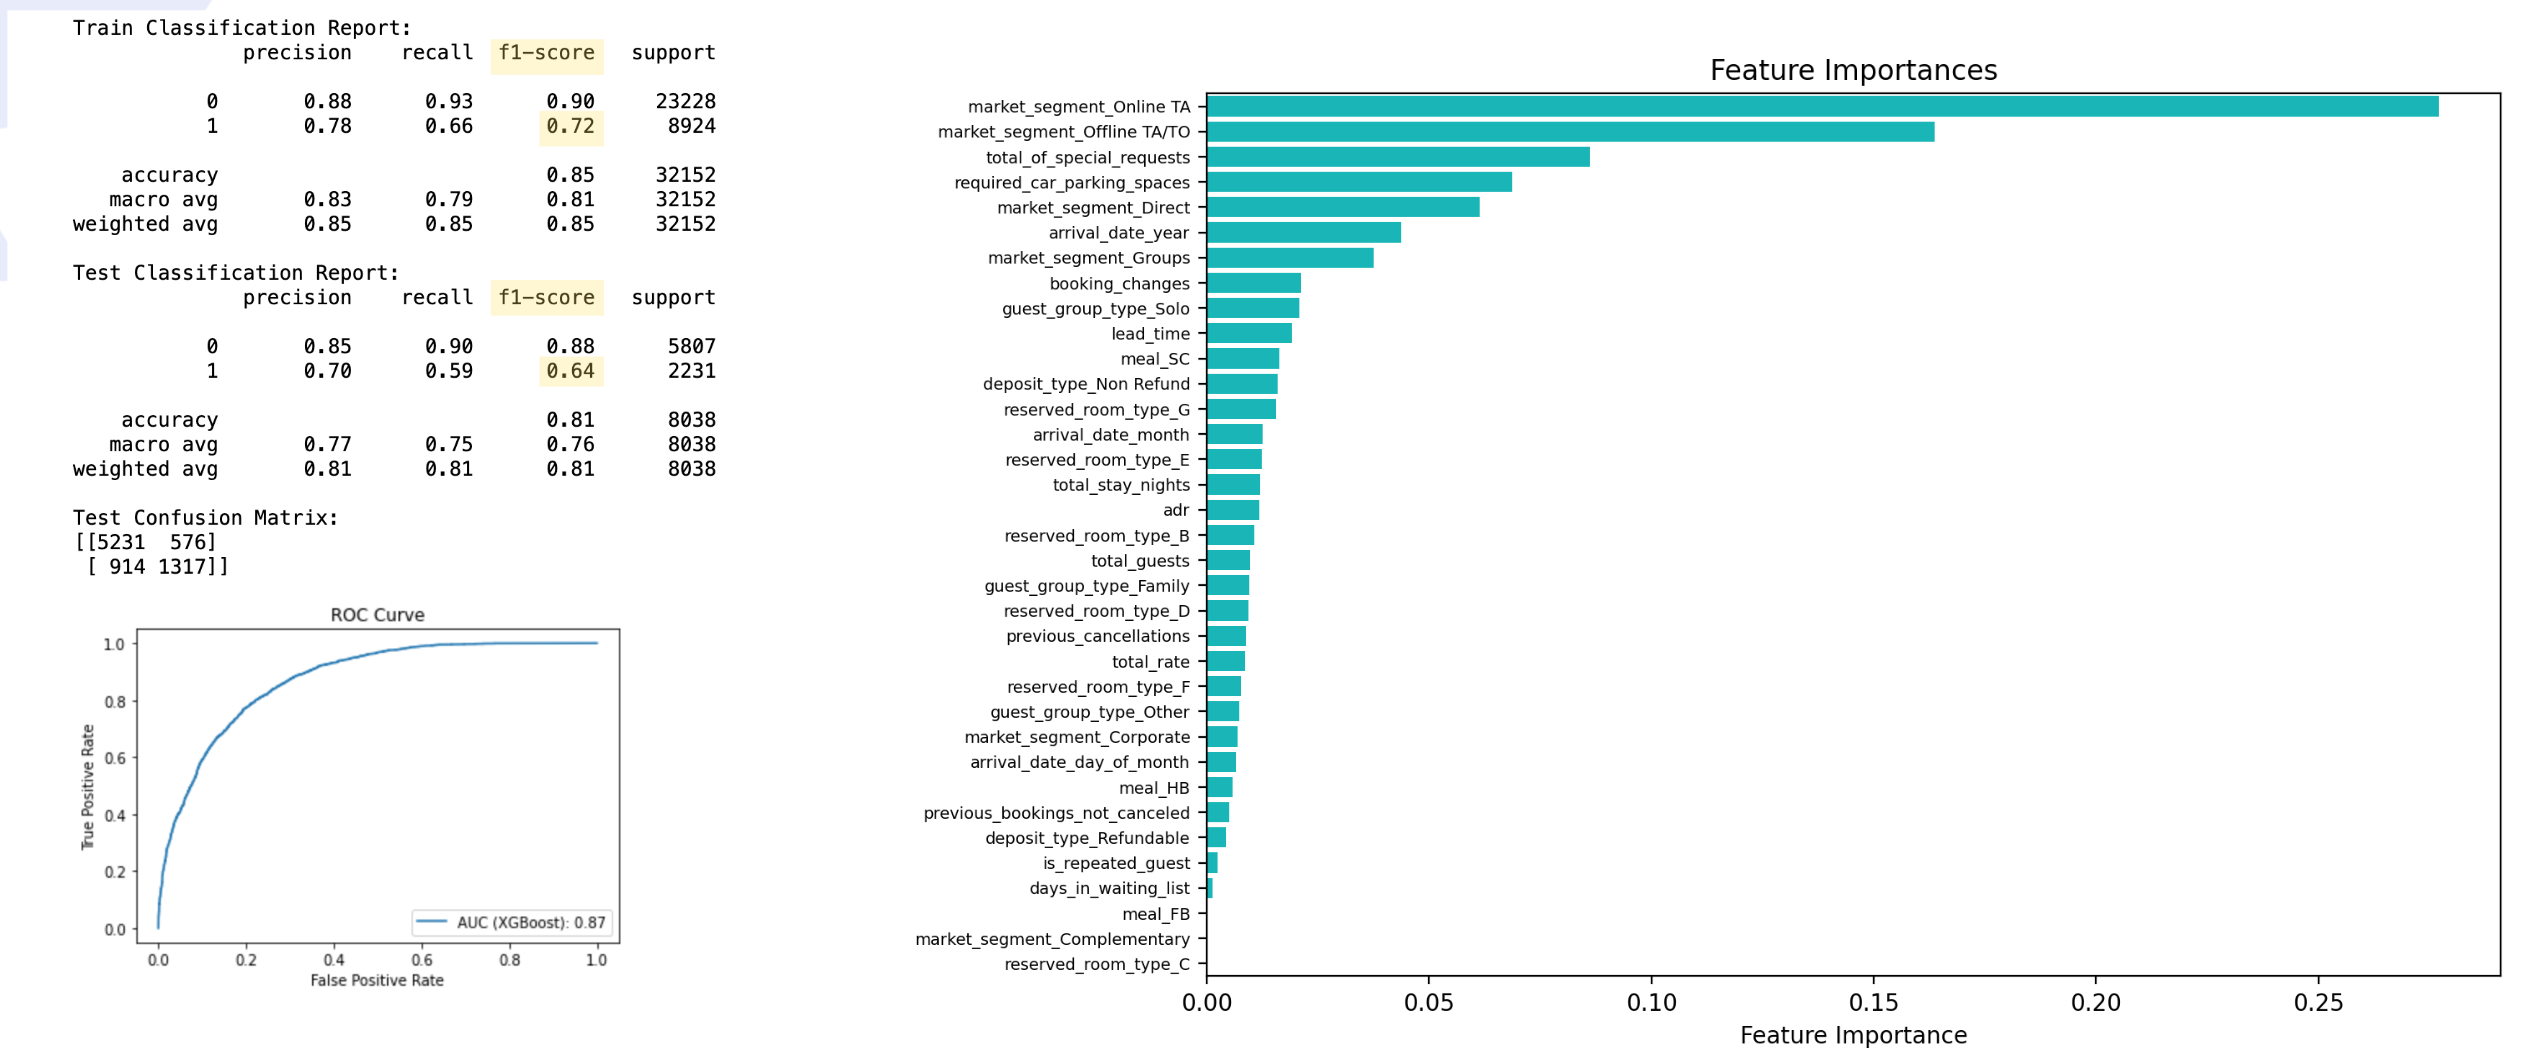 Train Classification Report:
precision recall f1-score support
0 0.88 0.93 0.90 23228
1 0.78 0.66 0.72 8924
accuracy 0.85 32152
macro avg 0.83 0.79 0.81 32152
weighted avg 0.85 0.85 0.85 32152
Test Classification Report:
precision recall f1-score support
0 0.85 0.90 0.88 5807
1 0.70 0.59 0.64 2231
accuracy 0.81 8038
macro avg 0.77 0.75 0.76 8038
weighted avg 0.81 0.81 0.81 8038
Test Confusion Matrix:
[[5231 576]
[ 914 1317]]
ROC Curve
1.0
0.8
0.6
0.4
0.2
0.0
True Positive Rate
AUC (XGBoost): 0.87
0.0 0.2 0.4 0.6 0.8 1.0
False Positive Rate
Feature Importances
market_segment_Online TA
market_segment_Offline TA/TO
total_of_special_requests
required_car_parking_spaces
market_segment_Direct
arrival_date_year
market_segment_Groups
booking_changes
guest_group_type_Solo
lead_time
meal_SC
deposit_type_Non Refund
reserved_room_type_G
arrival_date_month
reserved_room_type_E
total_stay_nights
adr
reserved_room_type_B
total_guests
guest_group_type_Family
reserved_room_type_D
previous_cancellations
total_rate
reserved_room_type_F
guest_group_type_Other
market_segment_Corporate
arrival_date_day_of_month
meal_HB
previous_bookings_not_canceled
deposit_type_Refundable
is_repeated_guest
days_in_waiting_list
meal_FB
market_segment_Complementary
reserved_room_type_C
0.00 0.05 0.10 0.15 0.20 0.25
Feature Importance